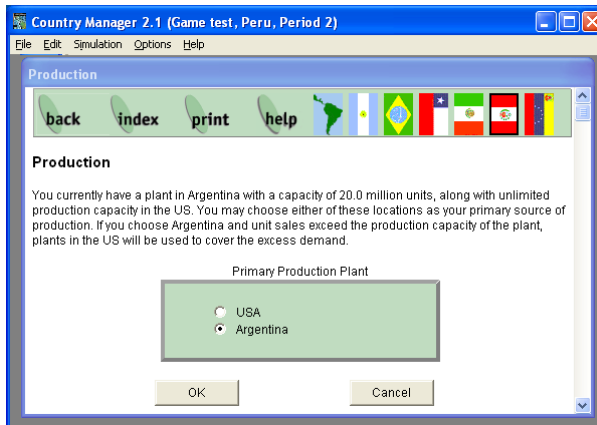 Country Manager 2.1 (Game test, Peru, Period 2)
File Edit Simulation Options Help
Production
back index print help
Production
You currently have a plant in Argentina with a capacity of 20.0 million units, along with unlimited
production capacity in the US. You may choose either of these locations as your primary source of
production. If you choose Argentina and unit sales exceed the production capacity of the plant,
plants in the US will be used to cover the excess demand.
Primary Production Plant
USA
Argentina
OK Cancel